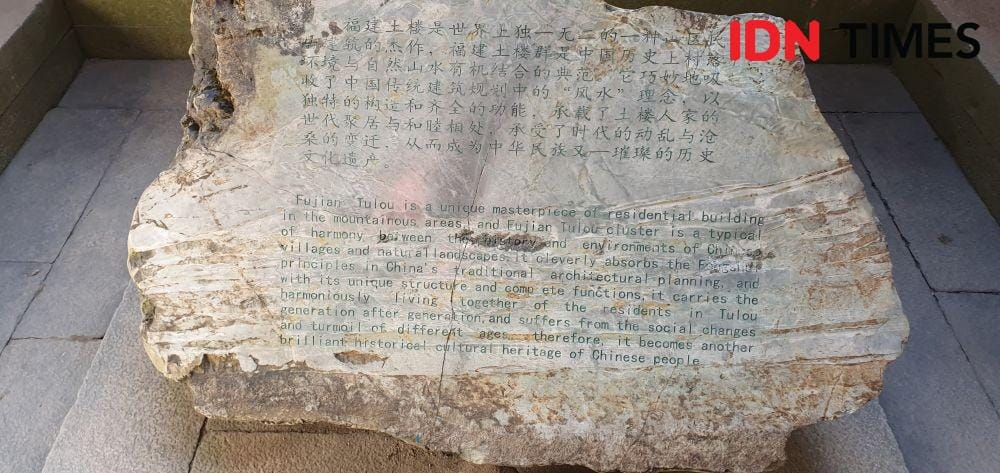 IDN TIMES
福建土楼是世界上独一无二的一种山区民
居建筑的杰作，福建土楼群是中国历史上村落
环境与自然山水有机结合的典范。它巧妙地吸
收了中国传统建筑规划中的“风水”理念，以
独特的构造和齐全的功能，承载了土楼人家的
世代聚居与和睦相处，承受了时代的动乱与沧
桑的变迁，从而成为中华民族又一璀璨的历史
文化遗产。
Fujian Tulou is a unique masterpiece of residential building
in the mountainous areas, and Fujian Tulou cluster is a typical
of harmony between the history and environments of
villages and natural landscapes. It cleverly absorbs the
principles in China's traditional architectural planning, and
with its unique structure and comp ete functions, it carries the
harmoniously living together of the residents in Tulou
generation after generation, and suffers from the social changes
and turmoil of different ages, therefore, it becomes another
brilliant historical cultural heritage of Chinese people